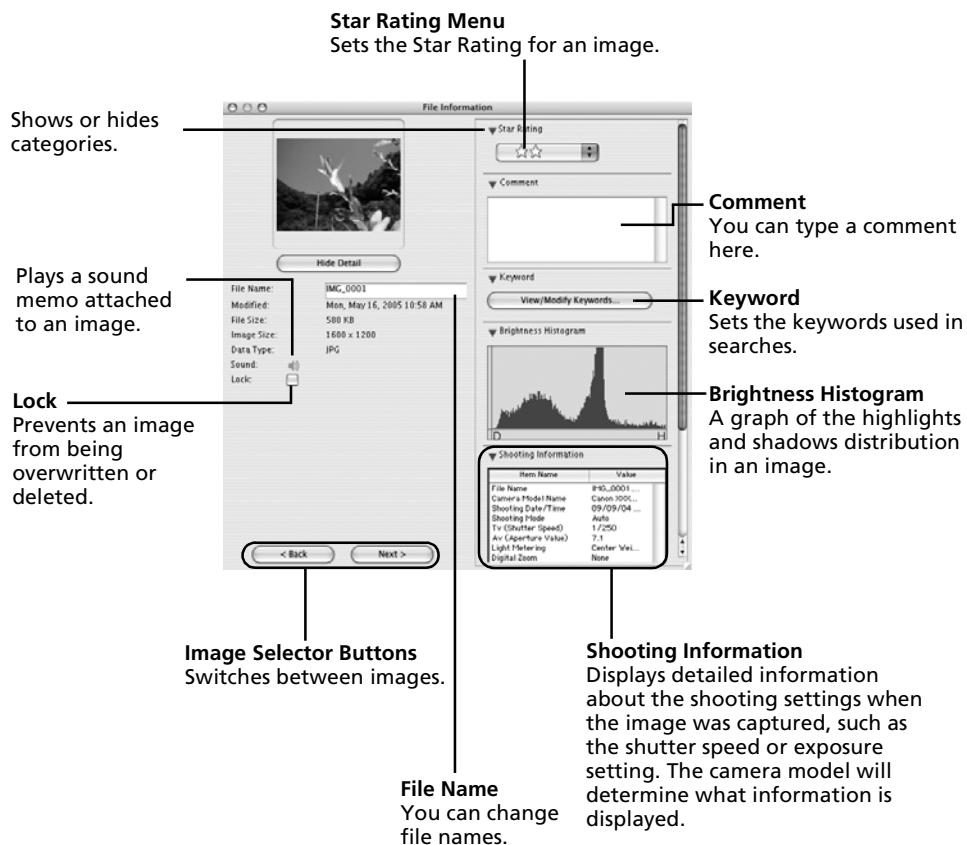 Star Rating Menu
Sets the Star Rating for an image.
Shows or hides
categories.
File Information
Star Rating
Comment
Comment
You can type a comment
here.
Hide Detail
Plays a sound
memo attached
to an image.
File Name: IMG_0001
Modified: Mon, May 16, 2005 10:58 AM
File Size: 580 KB
Image Size: 1600 x 1200
Data Type: JPG
Sound:
Lock:
Keyword
View/Modify Keywords...
Keyword
Sets the keywords used in
searches.
Brightness Histogram
D H
Brightness Histogram
A graph of the highlights
and shadows distribution
in an image.
Lock
Prevents an image
from being
overwritten or
deleted.
Shooting Information
Item Name Value
File Name IMG_0001....
Camera Model Name Canon
Shooting Date/Time 09/09/04 ...
Shooting Mode Auto
Tv (Shutter Speed) 1/250
Av (Aperture Value) 7.1
Light Metering Center Wei...
Digital Zoom None
< Back Next >
Image Selector Buttons
Switches between images.
Shooting Information
Displays detailed information
about the shooting settings when
the image was captured, such as
the shutter speed or exposure
setting. The camera model will
determine what information is
displayed.
File Name
You can change
file names.